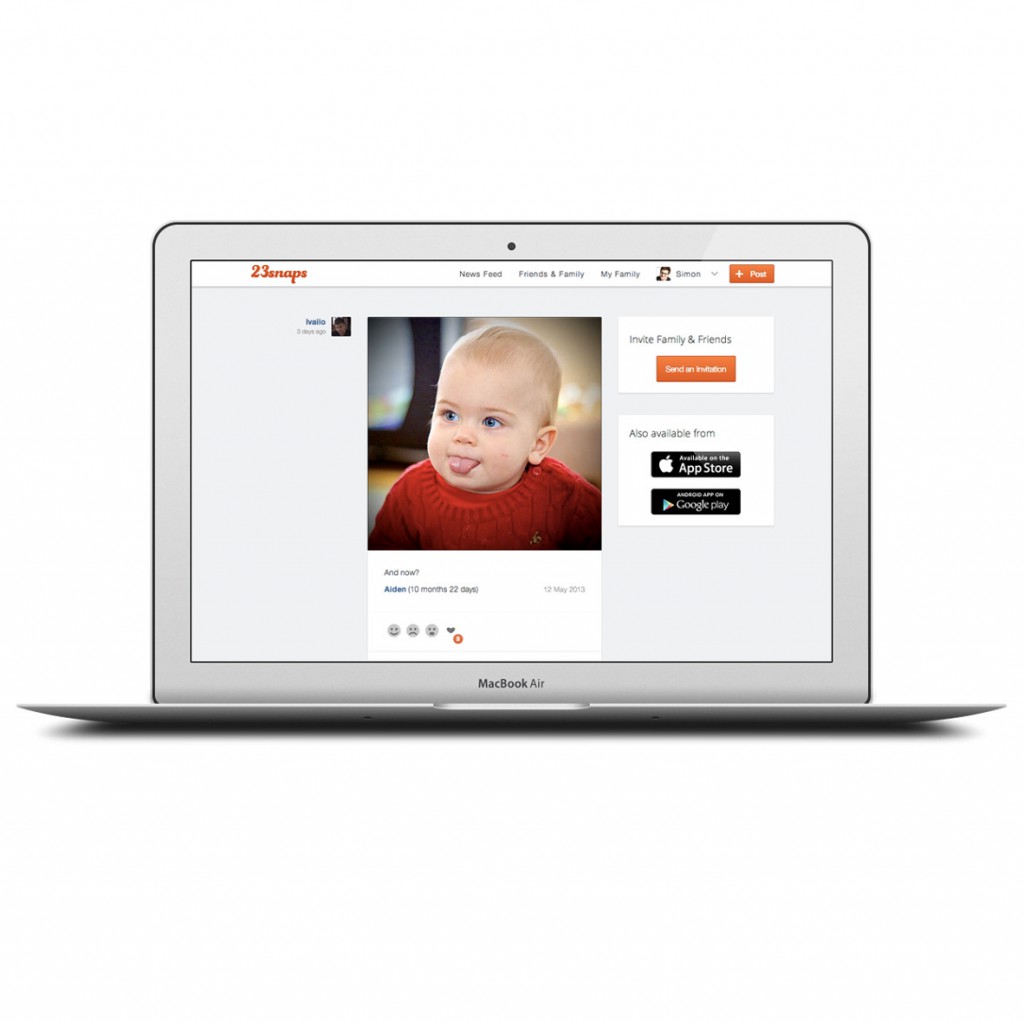 23snaps
News Feed
Friends & Family
My Family
Simon
+ Post
Ivailo
3 days ago
Invite Family & Friends
Send an Invitation
Also available from
Available on the
App Store
ANDROID APP ON
Google play
And now?
Aiden (10 months 22 days)
12 May 2013
MacBook Air